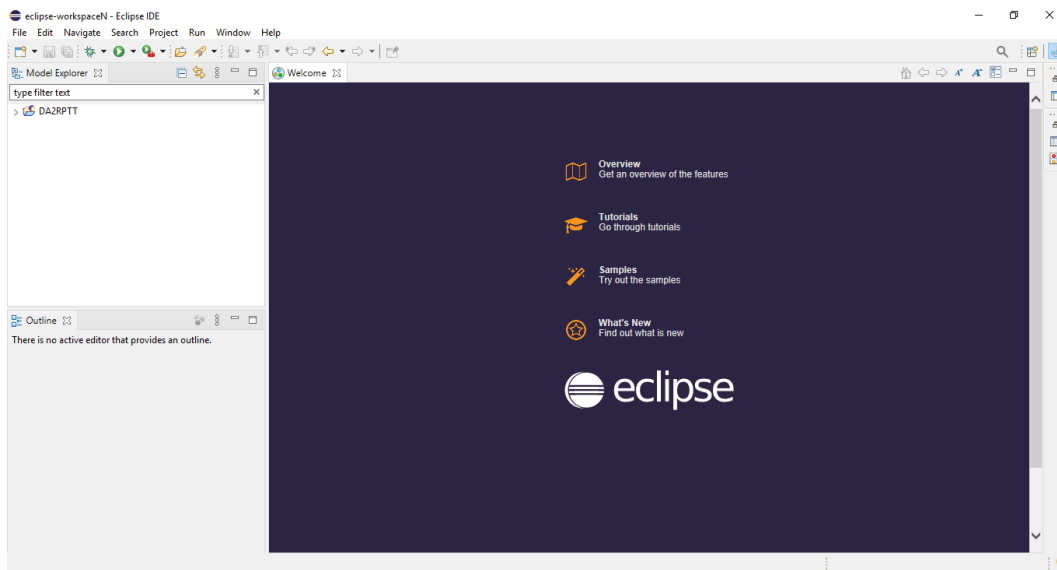 eclipse-workspaceN - Eclipse IDE
File Edit Navigate Search Project Run Window Help
Model Explorer
Welcome
type filter text
DA2RPTT
Overview
Get an overview of the features
Tutorials
Go through tutorials
Samples
Try out the samples
What's New
Find out what is new
eclipse
Outline
There is no active editor that provides an outline.